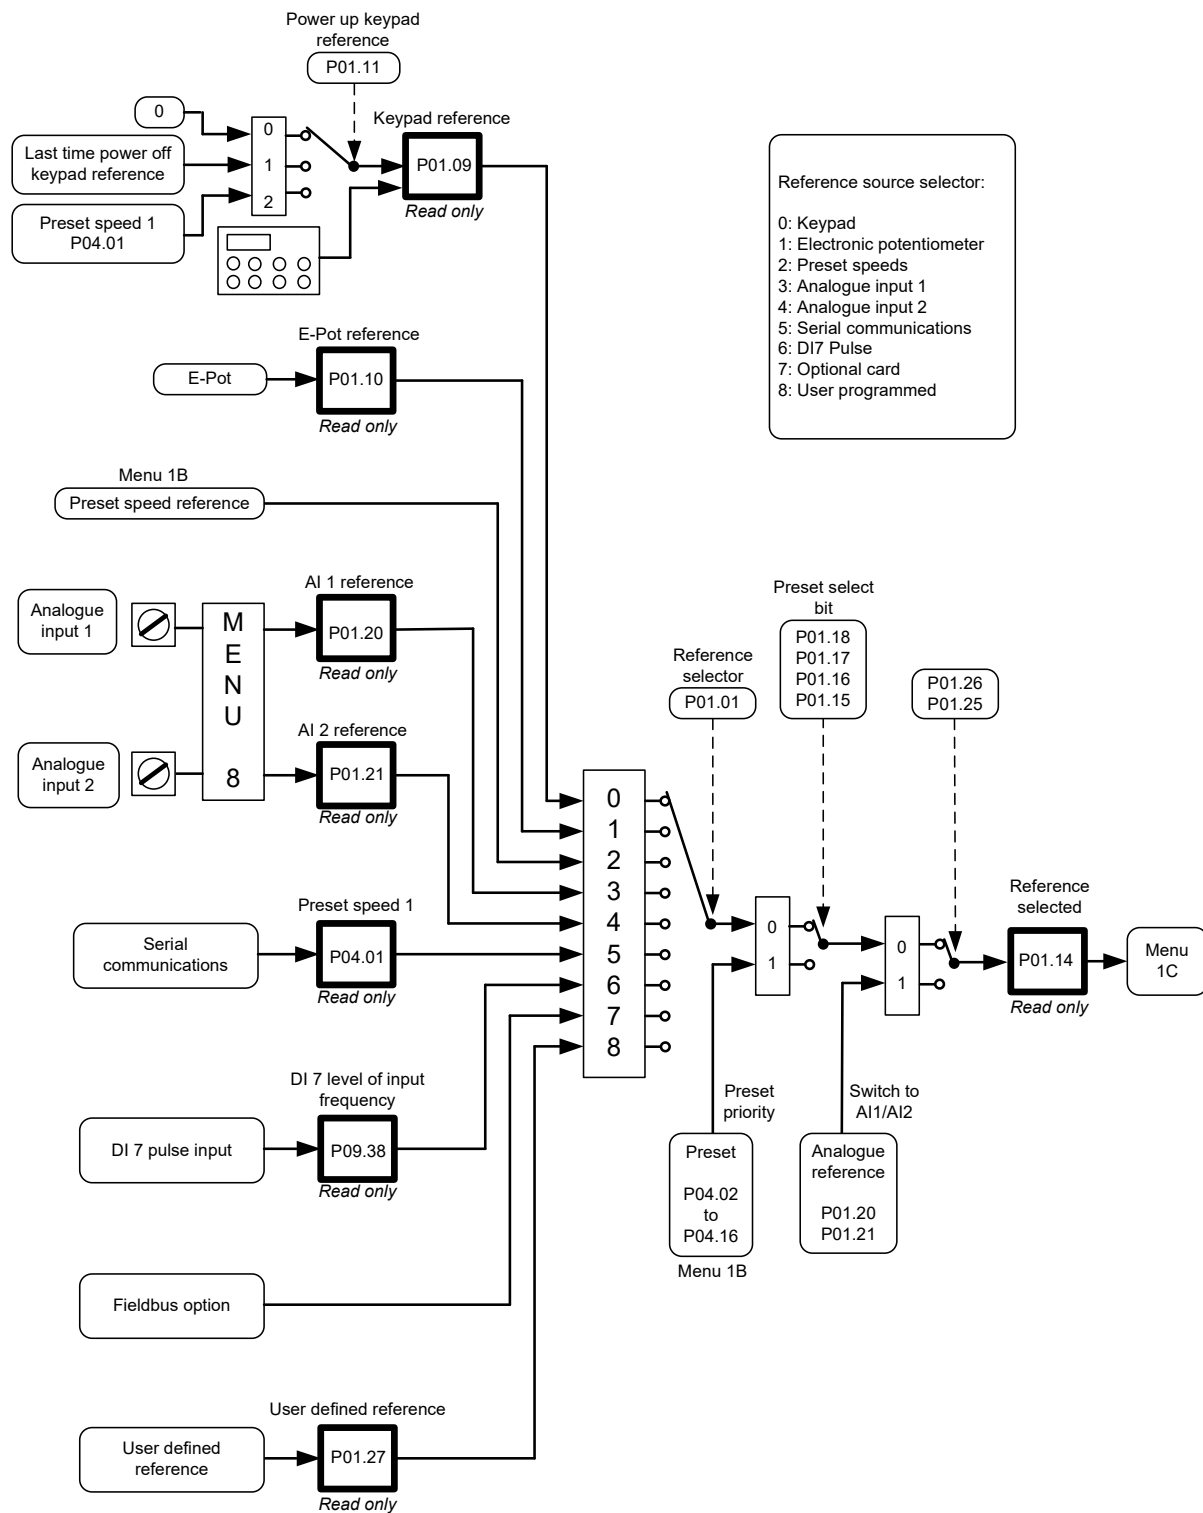 Power up keypad
reference
P01.11
0
Last time power off
keypad reference
Preset speed 1
P04.01
0
1
2
Keypad reference
P01.09
Read only
Reference source selector:
0: Keypad
1: Electronic potentiometer
2: Preset speeds
3: Analogue input 1
4: Analogue input 2
5: Serial communications
6: DI7 Pulse
7: Optional card
8: User programmed
E-Pot reference
E-Pot
P01.10
Read only
Menu 1B
Preset speed reference
Analogue
input 1
Analogue
input 2
M
E
N
U
8
AI 1 reference
P01.20
Read only
AI 2 reference
P01.21
Read only
Serial
communications
Preset speed 1
P04.01
Read only
DI 7 pulse input
DI 7 level of input
frequency
P09.38
Read only
Fieldbus option
User defined
reference
User defined reference
P01.27
Read only
0
1
2
3
4
5
6
7
8
Reference
selector
P01.01
Preset select
bit
P01.18
P01.17
P01.16
P01.15
P01.26
P01.25
0
1
0
1
Preset
priority
Preset
P04.02
to
P04.16
Menu 1B
Switch to
AI1/AI2
Analogue
reference
P01.20
P01.21
Reference
selected
P01.14
Read only
Menu
1C